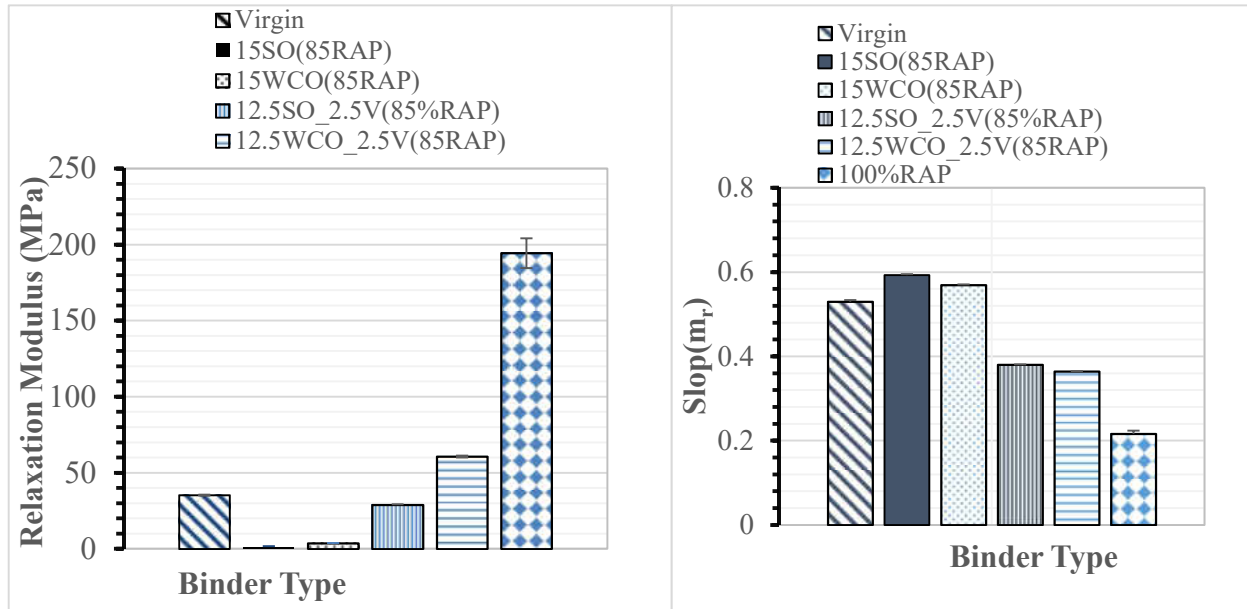 Virgin
15SO(85RAP)
15WCO(85RAP)
12.5SO_2.5V(85%RAP)
12.5WCO_2.5V(85RAP)
250
200
150
100
50
0
Relaxation Modulus (MPa)
Binder Type
Virgin
15SO(85RAP)
15WCO(85RAP)
12.5SO_2.5V(85%RAP)
12.5WCO_2.5V(85RAP)
100%RAP
0.8
0.6
0.4
0.2
0
Slop(mr)
Binder Type